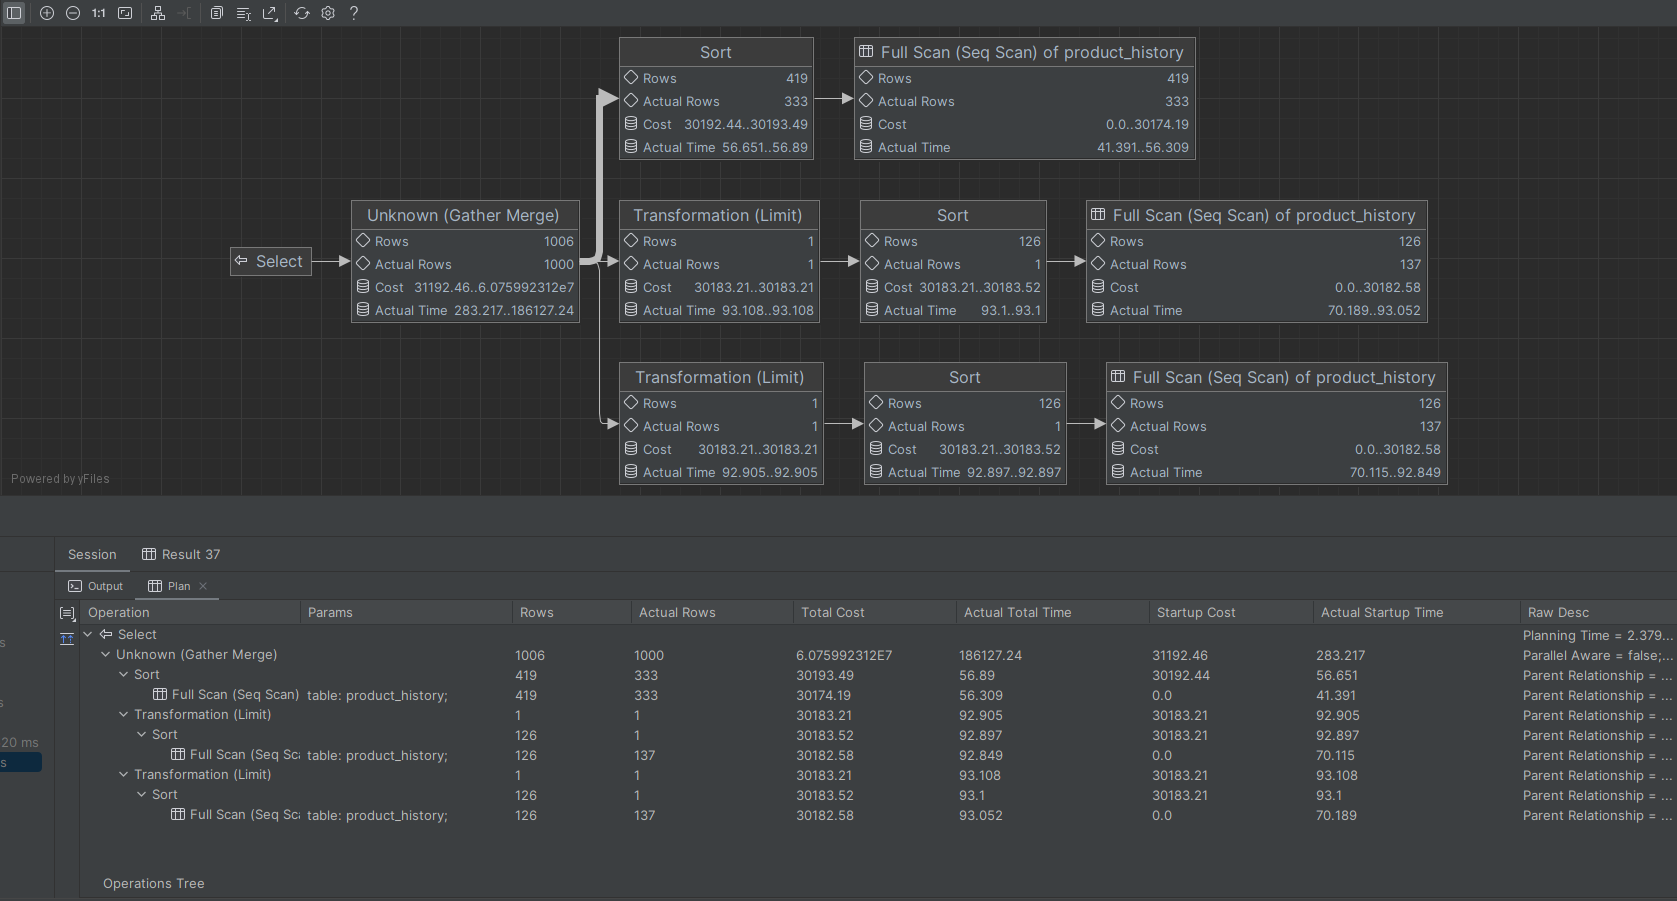 1:1 ?
Sort
Rows 419
Actual Rows 333
Cost 30192.44..30193.49
Actual Time 56.651..56.89
Full Scan (Seq Scan) of product_history
Rows 419
Actual Rows 333
Cost 0.0..30174.19
Actual Time 41.391..56.309
Select
Unknown (Gather Merge)
Rows 1006
Actual Rows 1000
Cost 31192.46..6.075992312e7
Actual Time 283.217..186127.24
Transformation (Limit)
Rows 1
Actual Rows 1
Cost 30183.21..30183.21
Actual Time 93.108..93.108
Sort
Rows 126
Actual Rows 1
Cost 30183.21..30183.52
Actual Time 93.1..93.1
Full Scan (Seq Scan) of product_history
Rows 126
Actual Rows 137
Cost 0.0..30182.58
Actual Time 70.189..93.052
Transformation (Limit)
Rows 1
Actual Rows 1
Cost 30183.21..30183.21
Actual Time 92.905..92.905
Sort
Rows 126
Actual Rows 1
Cost 30183.21..30183.52
Actual Time 92.897..92.897
Full Scan (Seq Scan) of product_history
Rows 126
Actual Rows 137
Cost 0.0..30182.58
Actual Time 70.115..92.849
Powered by yFiles
Session Result 37
Output Plan
Operation Params Rows Actual Rows Total Cost Actual Total Time Startup Cost Actual Startup Time Raw Desc
Select Planning Time = 2.379...
s
Unknown (Gather Merge) 1006 1000 6.075992312E7 186127.24 31192.46 283.217 Parallel Aware = false;...
Sort 419 333 30193.49 56.89 30192.44 56.651 Parent Relationship = ...
Full Scan (Seq Scan) table: product_history; 419 333 30174.19 56.309 0.0 41.391 Parent Relationship = ...
s
Transformation (Limit) 1 1 30183.21 92.905 30183.21 92.905 Parent Relationship = ...
Sort 126 1 30183.52 92.897 30183.21 92.897 Parent Relationship = ...
20 ms
Full Scan (Seq Sc table: product_history; 126 137 30182.58 92.849 0.0 70.115 Parent Relationship = ...
s
Transformation (Limit) 1 1 30183.21 93.108 30183.21 93.108 Parent Relationship = ...
Sort 126 1 30183.52 93.1 30183.21 93.1 Parent Relationship = ...
Full Scan (Seq Sc table: product_history; 126 137 30182.58 93.052 0.0 70.189 Parent Relationship = ...
Operations Tree